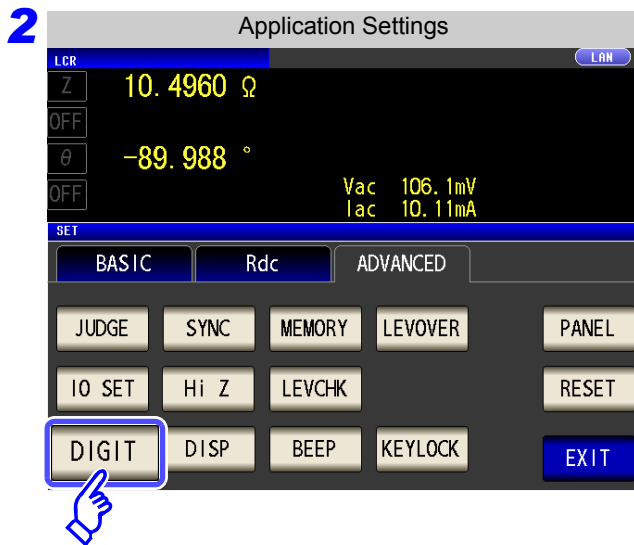 2
Application Settings
LCR LAN
Z 10.4960 Ω
OFF
θ -89.988 °
OFF
Vac 106.1mV
Iac 10.11mA
SET
BASIC Rdc ADVANCED
JUDGE SYNC MEMORY LEVOVER PANEL
IO SET Hi Z LEVCHK RESET
DIGIT DISP BEEP KEYLOCK EXIT